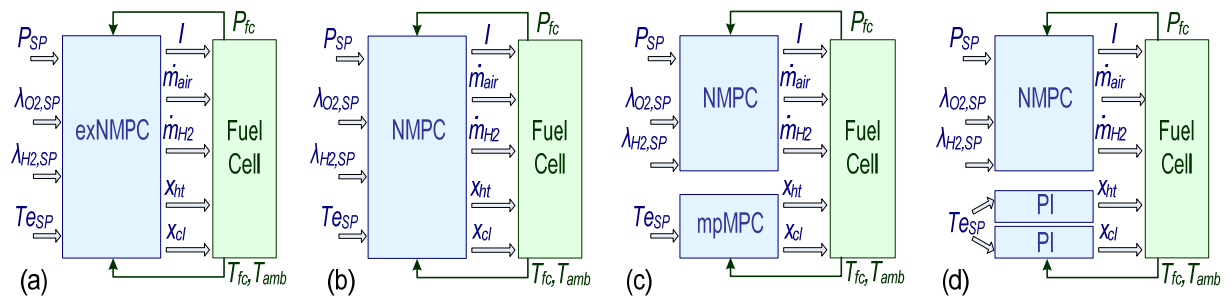 P_SP
λ_O2,SP
λ_H2,SP
Te_SP
exNMPC
P_fc
I
ṁ_air
ṁ_H2
x_ht
x_cl
Fuel
Cell
T_fc, T_amb
(a)
P_SP
λ_O2,SP
λ_H2,SP
Te_SP
NMPC
P_fc
I
ṁ_air
ṁ_H2
x_ht
x_cl
Fuel
Cell
T_fc, T_amb
(b)
P_SP
λ_O2,SP
λ_H2,SP
Te_SP
NMPC
mpMPC
P_fc
I
ṁ_air
ṁ_H2
x_ht
x_cl
Fuel
Cell
T_fc, T_amb
(c)
P_SP
λ_O2,SP
λ_H2,SP
Te_SP
NMPC
PI
PI
P_fc
I
ṁ_air
ṁ_H2
x_ht
x_cl
Fuel
Cell
T_fc, T_amb
(d)